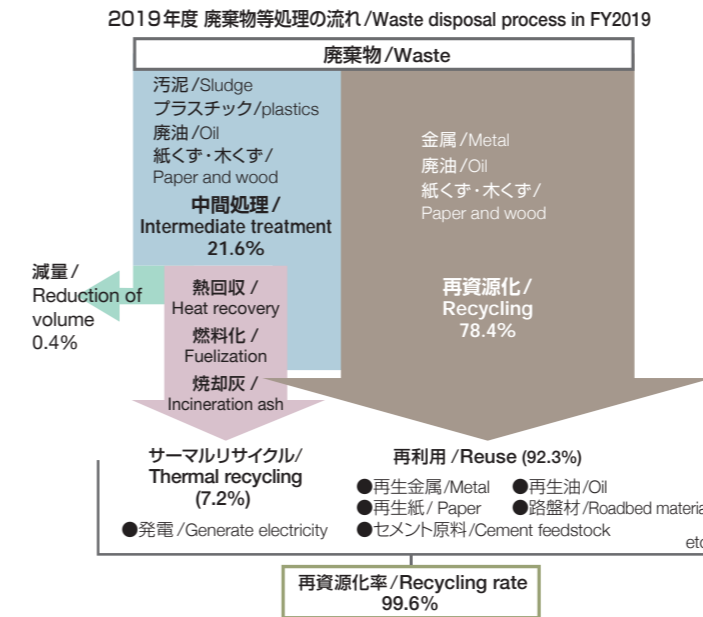 2019年度 廃棄物等処理の流れ/Waste disposal process in FY2019
廃棄物/Waste
汚泥/Sludge
プラスチック/plastics
廃油/Oil
紙くず・木くず/
Paper and wood
中間処理/
Intermediate treatment
21.6%
金属/Metal
廃油/Oil
紙くず・木くず/
Paper and wood
減量/
Reduction of
volume
0.4%
熱回収/
Heat recovery
燃料化/
Fuelization
焼却灰/
Incineration ash
再資源化/
Recycling
78.4%
サーマルリサイクル/
Thermal recycling
(7.2%)
●発電/Generate electricity
再利用/Reuse (92.3%)
●再生金属/Metal ●再生油/Oil
●再生紙/ Paper ●路盤材/Roadbed materia
●セメント原料/Cement feedstock
etc
再資源化率/Recycling rate
99.6%